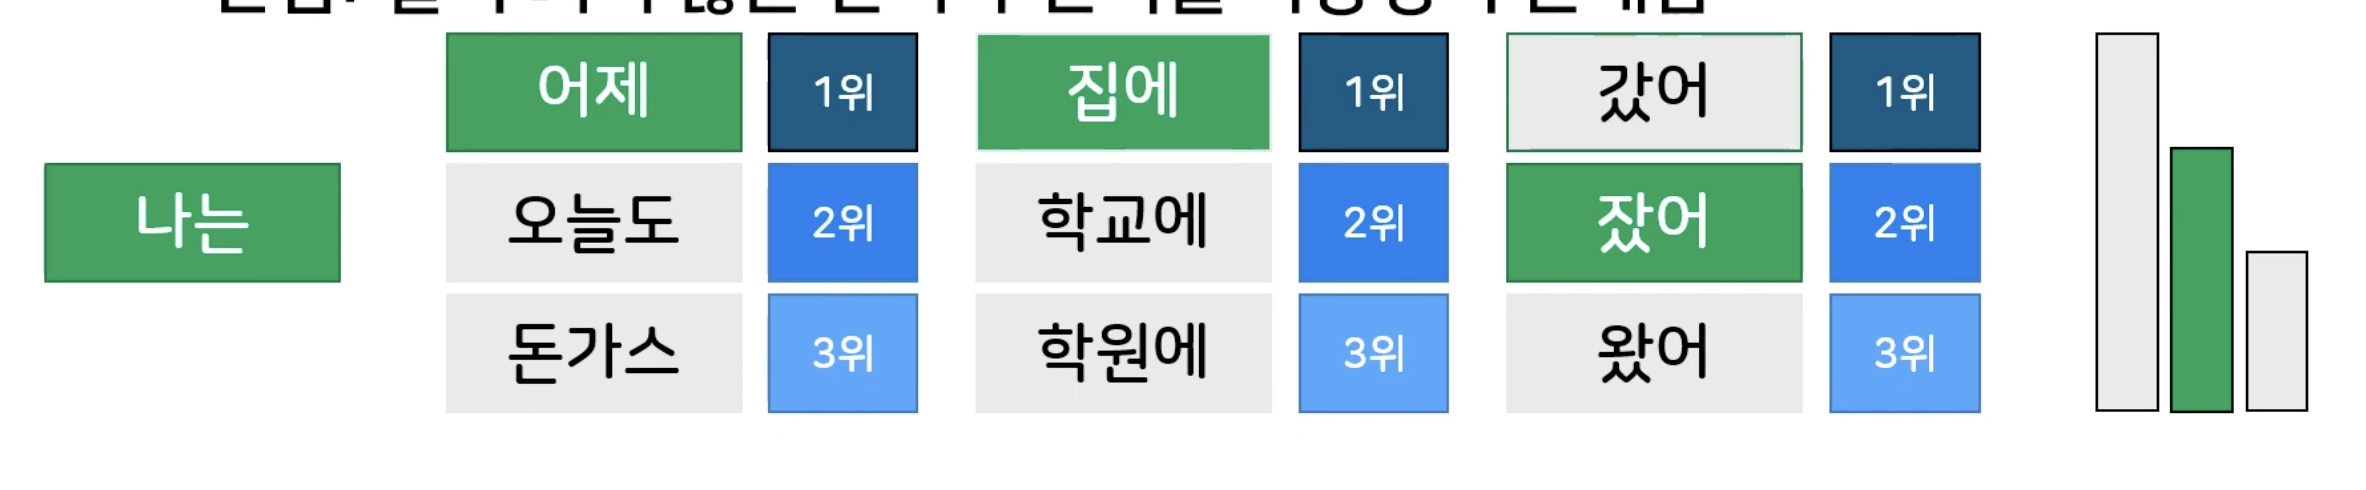 어제 1위 집에 1위 갔어 1위
나는 오늘도 2위 학교에 2위 잤어 2위
돈가스 3위 학원에 3위 왔어 3위